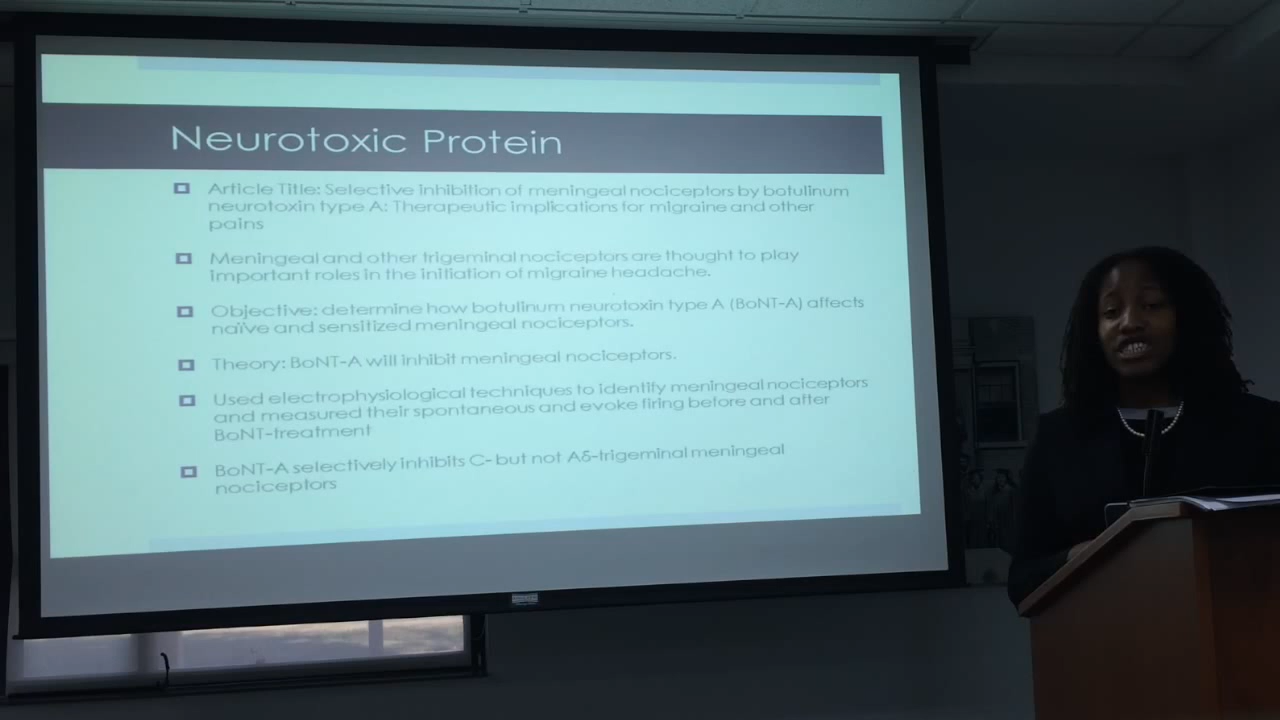 Neurotoxic Protein
Article Title: Selective inhibition of meningeal nociceptors by botulinum
neurotoxin type A: Therapeutic implications for migraine and other
pains
Meningeal and other trigeminal nociceptors are thought to play
important roles in the initiation of migraine headache.
Objective: determine how botulinum neurotoxin type A (BoNT-A) affects
naïve and sensitized meningeal nociceptors.
Theory: BoNT-A will inhibit meningeal nociceptors.
Used electrophysiological techniques to identify meningeal nociceptors
and measured their spontaneous and evoke firing before and after
BoNT-treatment
BoNT-A selectively inhibits C- but not Aδ-trigeminal meningeal
nociceptors